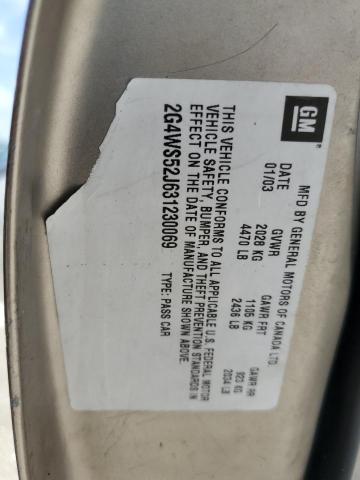 GM
MFD BY GENERAL MOTORS OF CANADA LTD.
DATE GVWR GAWR FRT GAWR RR
01/03 2028 KG 1105 KG 923 KG
4470 LB 2436 LB 2034 LB
THIS VEHICLE CONFORMS TO ALL APPLICABLE U.S. FEDERAL MOTOR
VEHICLE SAFETY, BUMPER, AND THEFT PREVENTION STANDARDS IN
EFFECT ON THE DATE OF MANUFACTURE SHOWN ABOVE.
2G4WS52J631230069 TYPE: PASS CAR